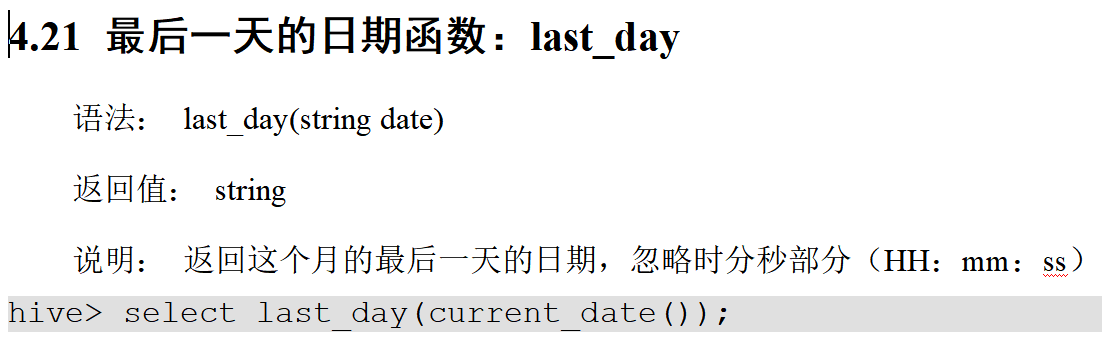 4.21 最后一天的日期函数：last_day
语法： last_day(string date)
返回值： string
说明： 返回这个月的最后一天的日期，忽略时分秒部分（HH：mm：ss）
hive> select last_day(current_date());